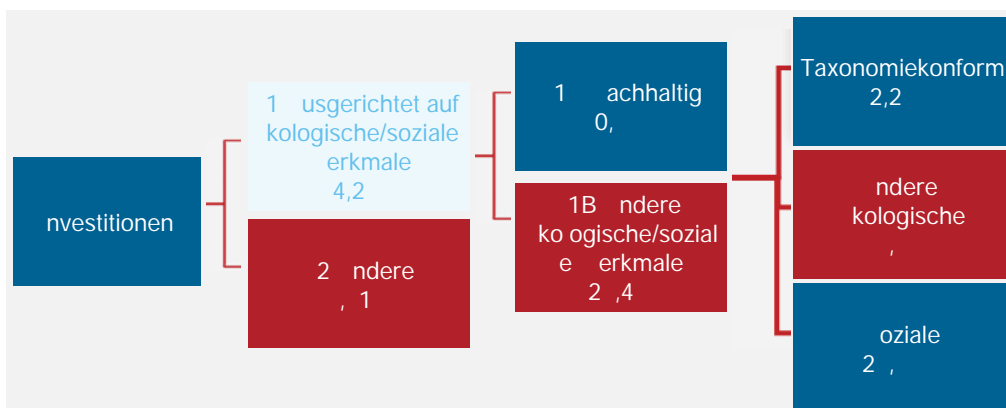 nvestitionen
1 usgerichtet auf
kologische/soziale
erkmale
4,2
2 ndere
, 1
1 achhaltig
0,
1B ndere
ko ogische/sozial
e erkmale
2 ,4
Taxonomiekonform
2,2
ndere
kologische
,
oziale
2 ,